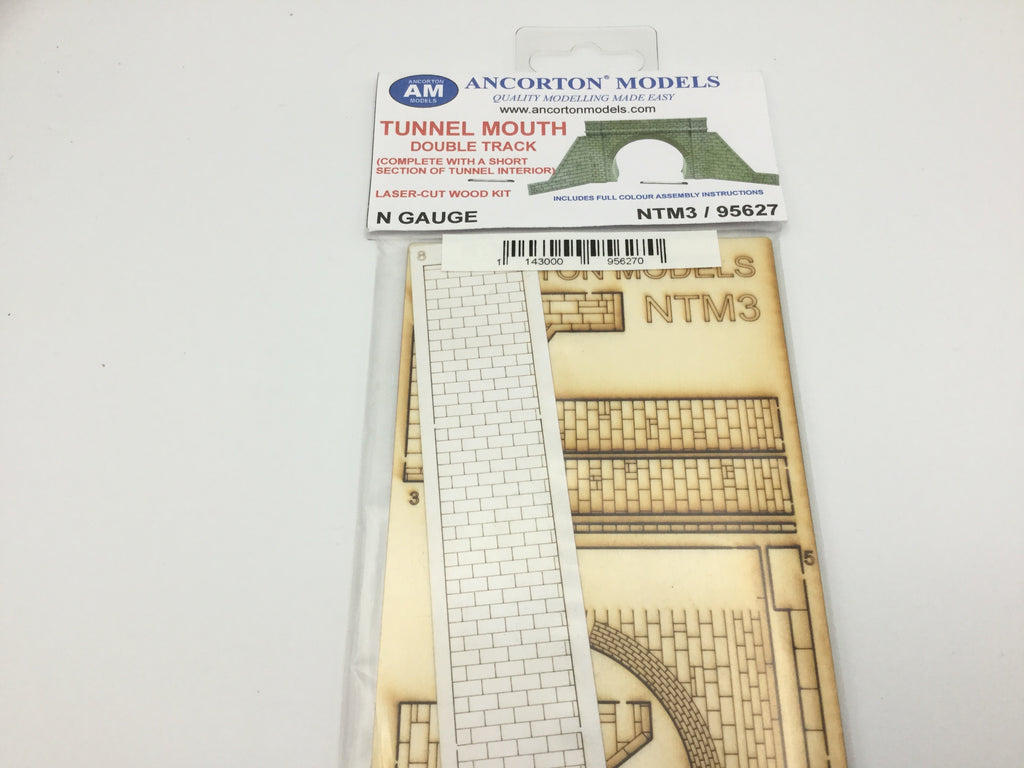 ANCORTON
AM
MODELS
ANCORTON® MODELS
QUALITY MODELLING MADE EASY
www.ancortonmodels.com
TUNNEL MOUTH
DOUBLE TRACK
(COMPLETE WITH A SHORT
SECTION OF TUNNEL INTERIOR)
LASER-CUT WOOD KIT
INCLUDES FULL COLOUR ASSEMBLY INSTRUCTIONS
N GAUGE
NTM3 / 95627
1 143000 956270
8
TON MODELS
NTM3
3
5